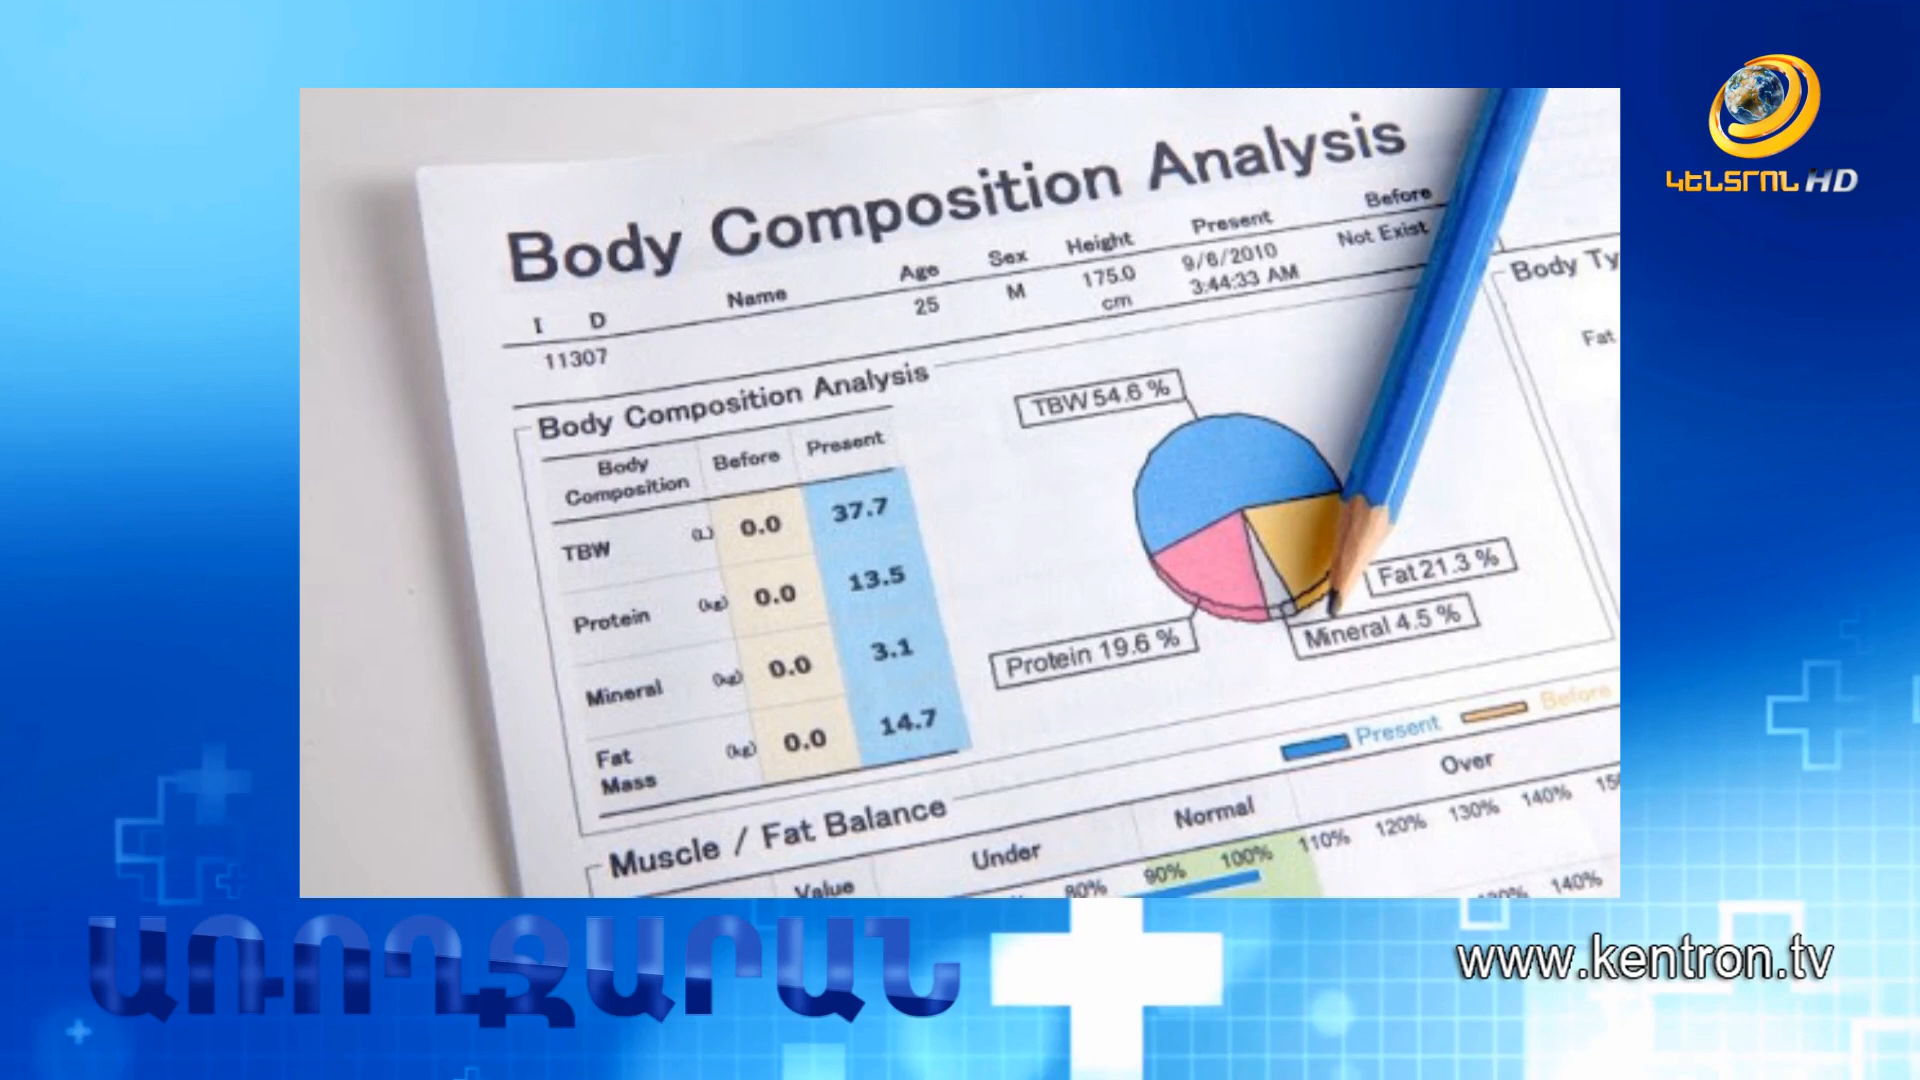 ԿԵՆՏՐՈՆ HD
Body Composition Analysis
I D Name Age Sex Height Present Before
11307 25 M 175.0 cm 9/6/2010 3:44:33 AM Not Exist
Body Composition Analysis
Body Composition Before Present
TBW (L) 0.0 37.7
Protein (kg) 0.0 13.5
Mineral (kg) 0.0 3.1
Fat Mass (kg) 0.0 14.7
TBW 54.6 %
Fat 21.3 %
Mineral 4.5 %
Protein 19.6 %
Body Ty
Fat
Present Before
Muscle / Fat Balance
Value Under Normal Over
80% 90% 100% 110% 120% 130% 140% 15
140%
ԱՌՈՂՋԱՐԱՆ
www.kentron.tv